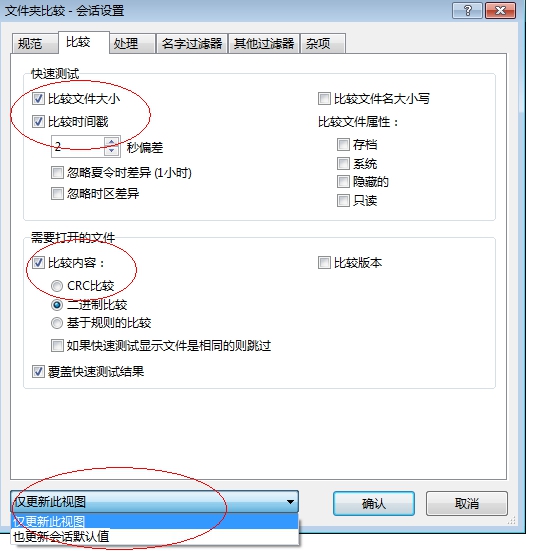 文件夹比较 - 会话设置
规范 比较 处理 名字过滤器 其他过滤器 杂项
快速测试
比较文件大小 比较文件名大小写
比较时间戳 比较文件属性：
2 秒偏差 存档
系统
忽略夏令时差异 (1小时) 隐藏的
忽略时区差异 只读
需要打开的文件
比较内容： 比较版本
CRC比较
二进制比较
基于规则的比较
如果快速测试显示文件是相同的则跳过
覆盖快速测试结果
仅更新此视图 确认 取消
仅更新此视图
也更新会话默认值